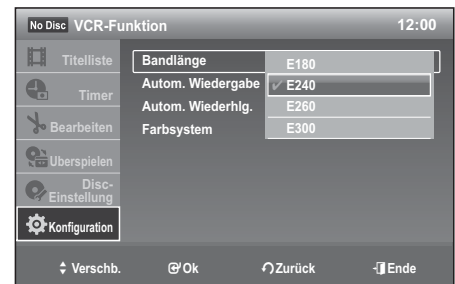 No Disc VCR-Funktion 12:00
Titelliste
Timer
Bearbeiten
Uberspielen
Disc-
Einstellung
Konfiguration
Bandlänge
Autom. Wiedergabe
Autom. Wiederhlg.
Farbsystem
E180
✔ E240
E260
E300
Verschb. Ok Zurück Ende